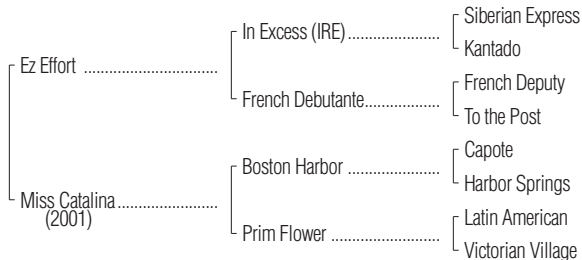 Siberian Express
In Excess (IRE)
Kantado
Ez Effort
French Deputy
French Debutante
To the Post
Capote
Boston Harbor
Harbor Springs
Miss Catalina
(2001)
Latin American
Prim Flower
Victorian Village